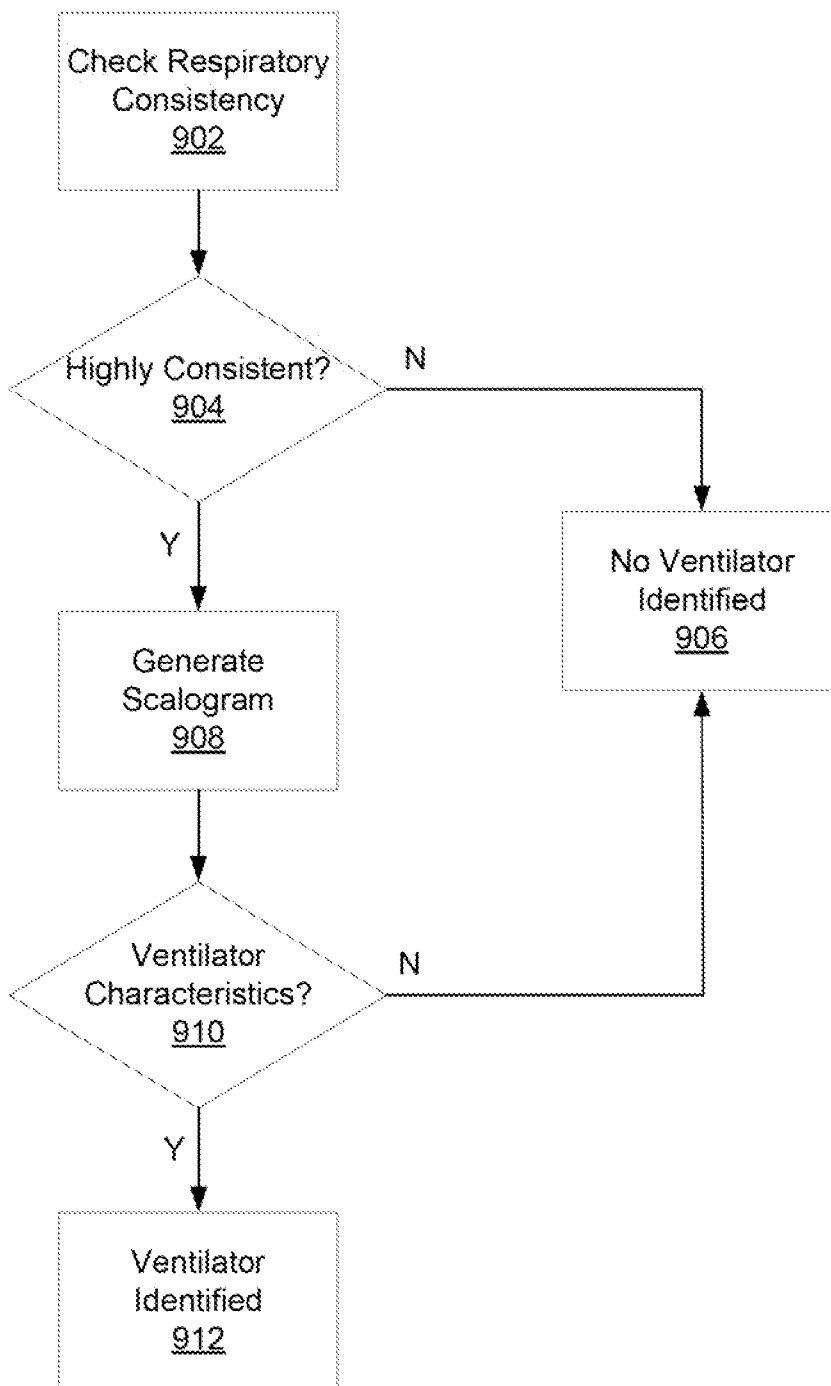 Check Respiratory
Consistency
902
Highly Consistent?
904
N
Y
No Ventilator
Identified
906
Generate
Scalogram
908
Ventilator
Characteristics?
910
N
Y
Ventilator
Identified
912